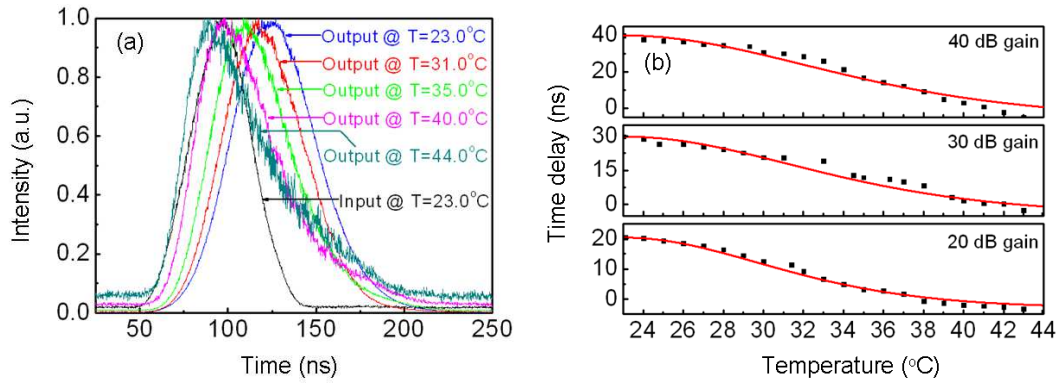 (a)
Intensity (a.u.)
1.0
0.8
0.6
0.4
0.2
0.0
Output @ T=23.0°C
Output @ T=31.0°C
Output @ T=35.0°C
Output @ T=40.0°C
Output @ T=44.0°C
Input @ T=23.0°C
50 100 150 200 250
Time (ns)
(b)
Time delay (ns)
40 dB gain
40
20
0
30 dB gain
30
15
0
20 dB gain
20
10
0
24 26 28 30 32 34 36 38 40 42 44
Temperature (°C)